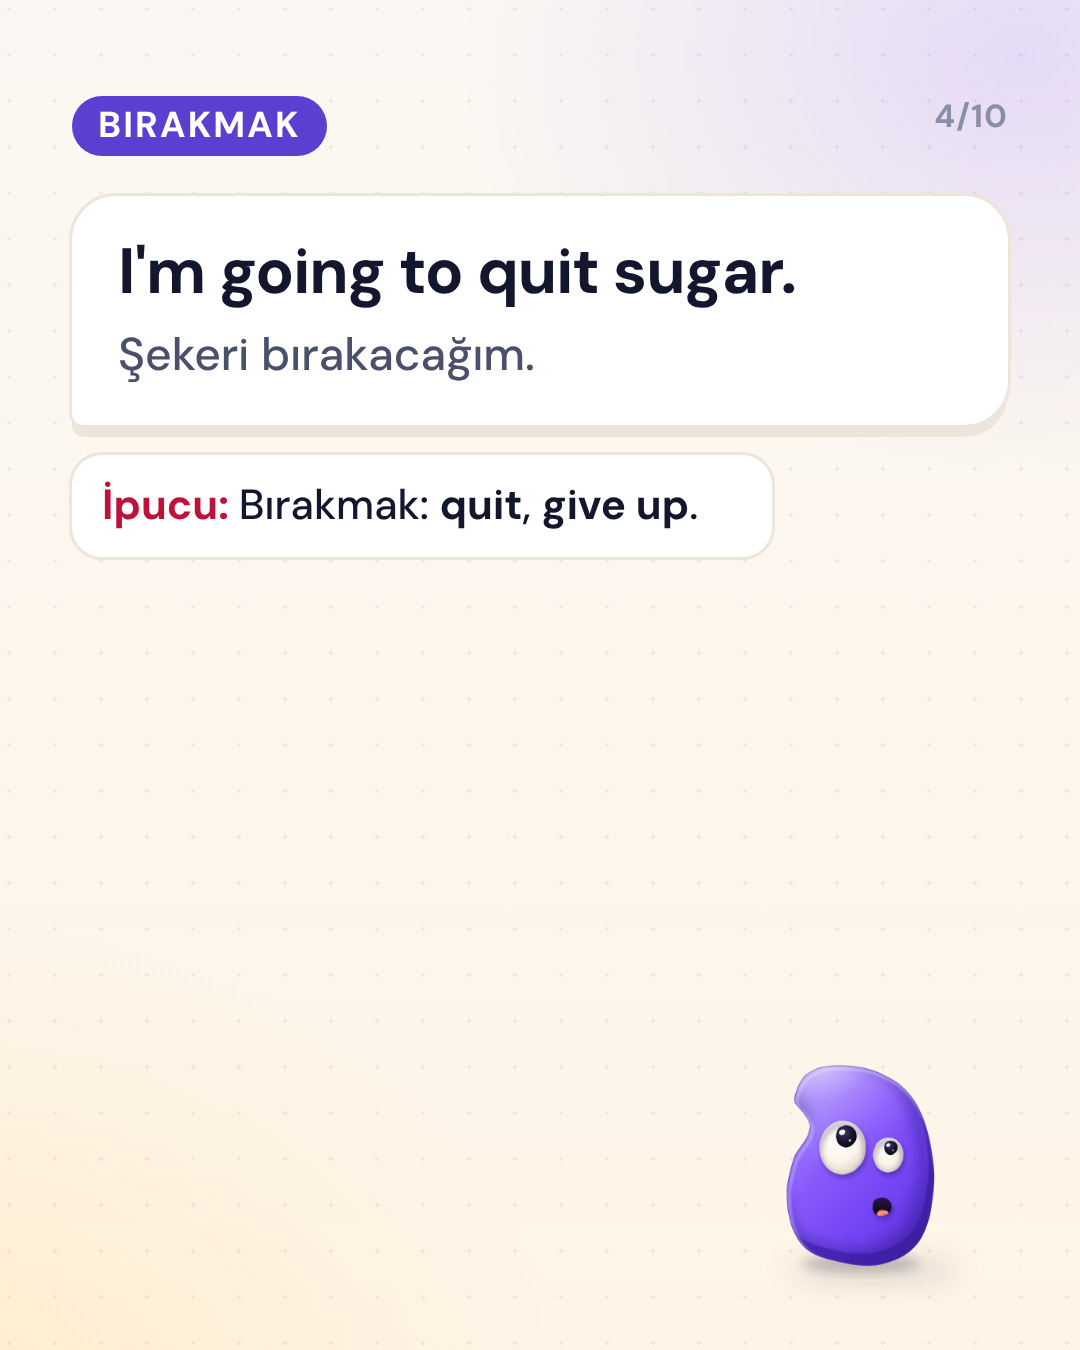 BIRAKMAK
4/10
I'm going to quit sugar.
Şekeri bırakacağım.
İpucu: Bırakmak: quit, give up.